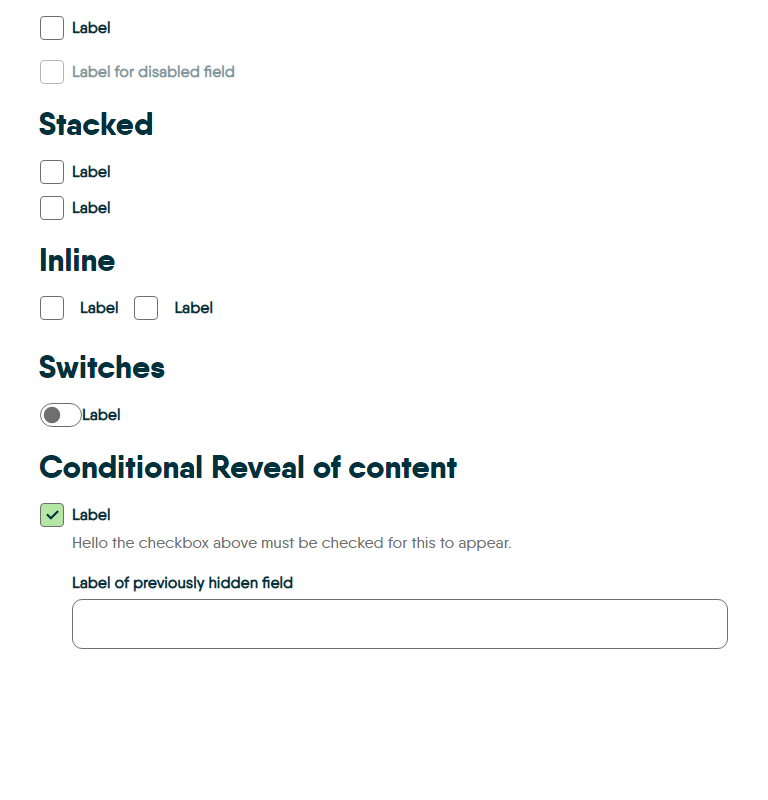 Label
Label for disabled field
Stacked
Label
Label
Inline
Label Label
Switches
Label
Conditional Reveal of content
Label
Hello the checkbox above must be checked for this to appear.
Label of previously hidden field